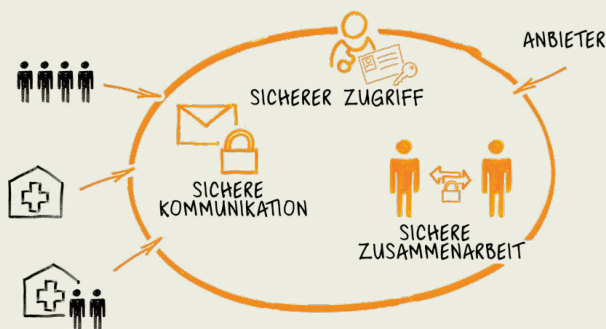 ANBIETER
SICHERER ZUGRIFF
SICHERE
KOMMUNIKATION
SICHERE
ZUSAMMENARBEIT